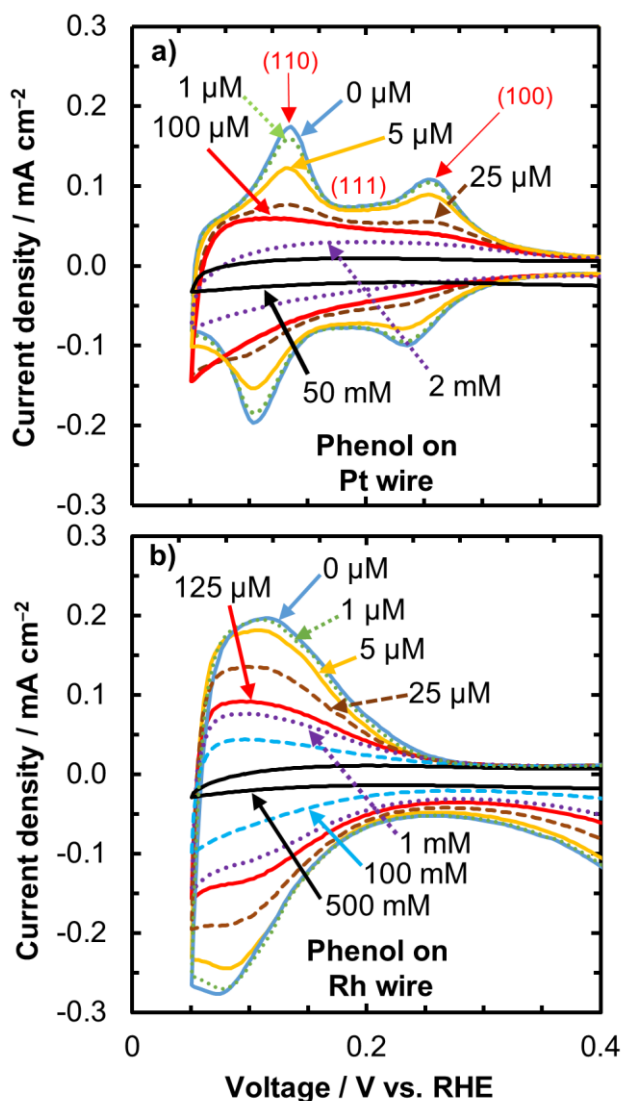 a)
(110)
1 µM
0 µM
100 µM
5 µM
(100)
(111)
25 µM
50 mM
2 mM
Phenol on
Pt wire
Current density / mA cm⁻²
0.3
0.2
0.1
0.0
-0.1
-0.2
-0.3
b)
0 µM
125 µM
1 µM
5 µM
25 µM
1 mM
100 mM
500 mM
Phenol on
Rh wire
Current density / mA cm⁻²
0.3
0.2
0.1
0.0
-0.1
-0.2
-0.3
0
0.2
0.4
Voltage / V vs. RHE